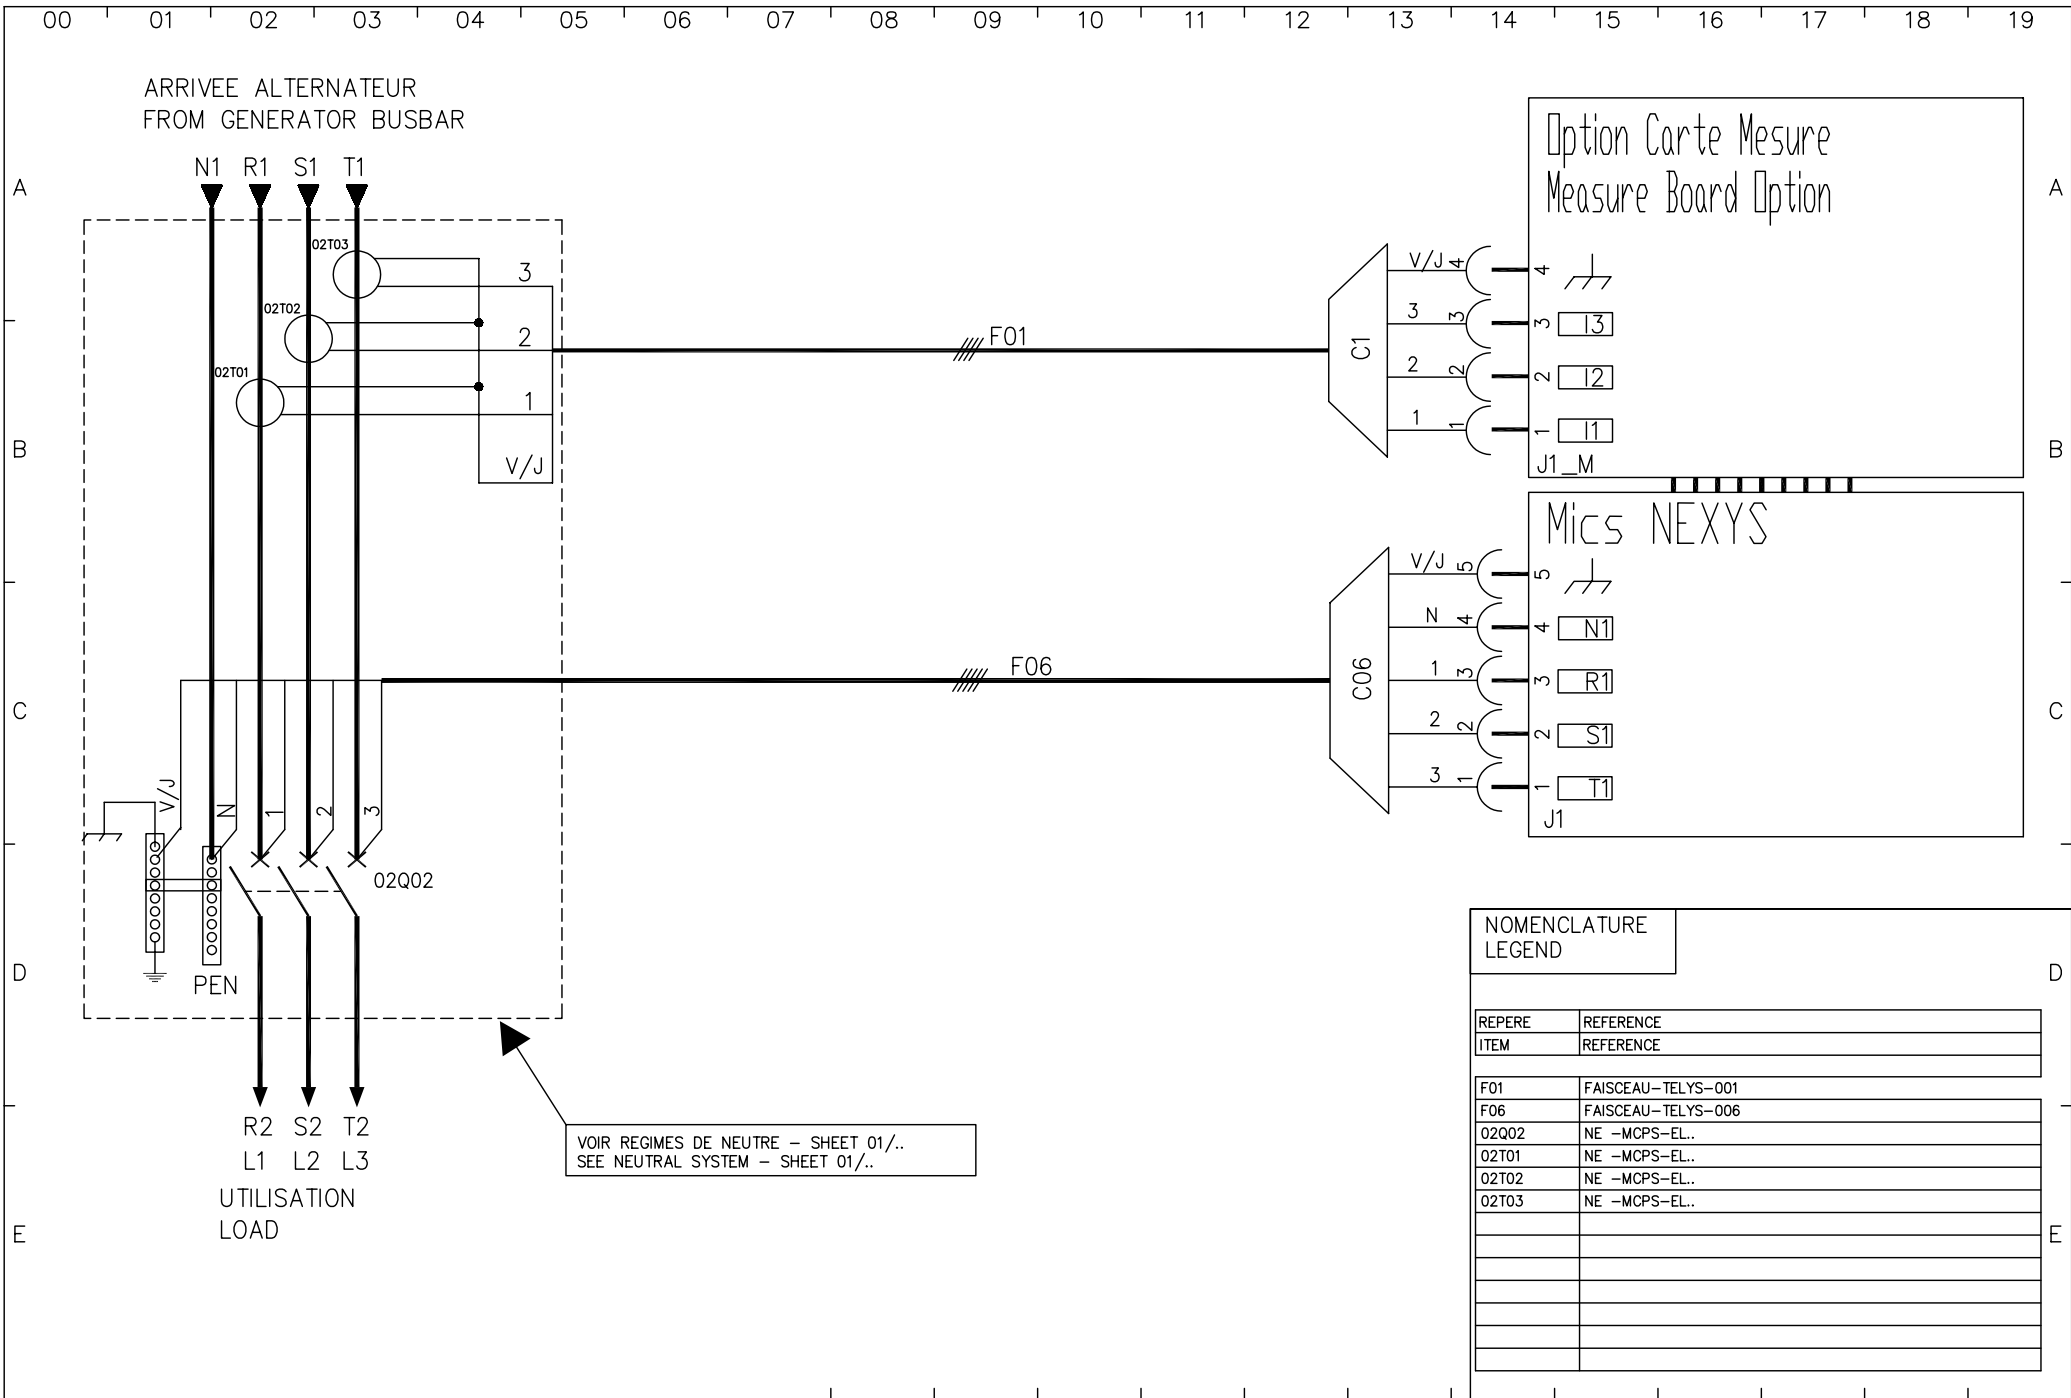 00 01 02 03 04 05 06 07 08 09 10 11 12 13 14 15 16 17 18 19
ARRIVEE ALTERNATEUR
FROM GENERATOR BUSBAR
N1 R1 S1 T1
A
A
02T03
3
02T02
2
02T01
1
V/J
B
B
F01
C1
V/J 4
3 3
2 2
1 1
Option Carte Mesure
Measure Board Option
4
3 I3
2 I2
1 I1
J1_M
Mics NEXYS
F06
C06
V/J 5
N 4
1 3
2 2
3 1
5
4 N1
3 R1
2 S1
1 T1
J1
C
C
V/J N 1 2 3
02Q02
PEN
D
D
R2 S2 T2
L1 L2 L3
UTILISATION
LOAD
VOIR REGIMES DE NEUTRE – SHEET 01/..
SEE NEUTRAL SYSTEM – SHEET 01/..
NOMENCLATURE
LEGEND
REPERE REFERENCE
ITEM REFERENCE
F01 FAISCEAU-TELYS-001
F06 FAISCEAU-TELYS-006
02Q02 NE -MCPS-EL..
02T01 NE -MCPS-EL..
02T02 NE -MCPS-EL..
02T03 NE -MCPS-EL..
E
E